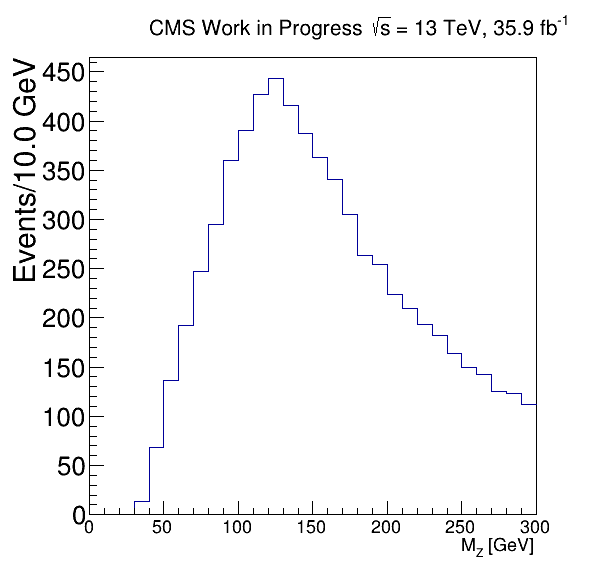 CMS Work in Progress √s = 13 TeV, 35.9 fb⁻¹
Events/10.0 GeV
450
400
350
300
250
200
150
100
50
0
0 50 100 150 200 250 300
M_Z [GeV]